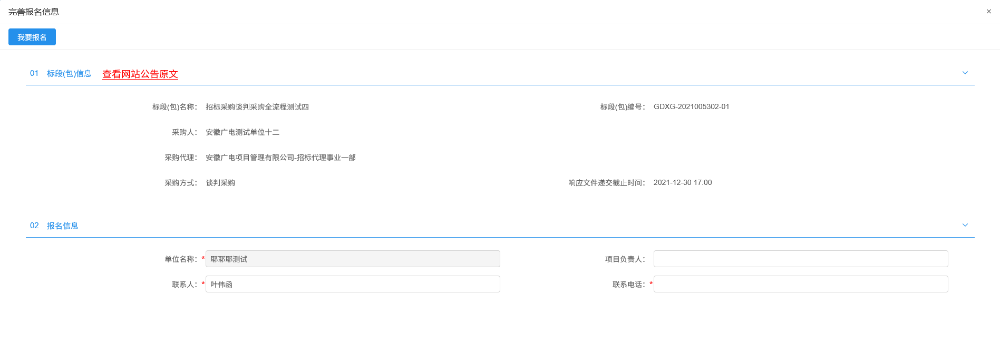 完善报名信息
×
我要报名
01 标段(包)信息 查看网站公告原文
标段(包)名称: 招标采购谈判采购全流程测试四 标段(包)编号: GDXG-2021005302-01
采购人: 安徽广电测试单位十二
采购代理: 安徽广电项目管理有限公司-招标代理事业一部
采购方式: 谈判采购 响应文件递交截止时间: 2021-12-30 17:00
02 报名信息
单位名称:* 耶耶耶测试 项目负责人:
联系人:* 叶伟函 联系电话:*